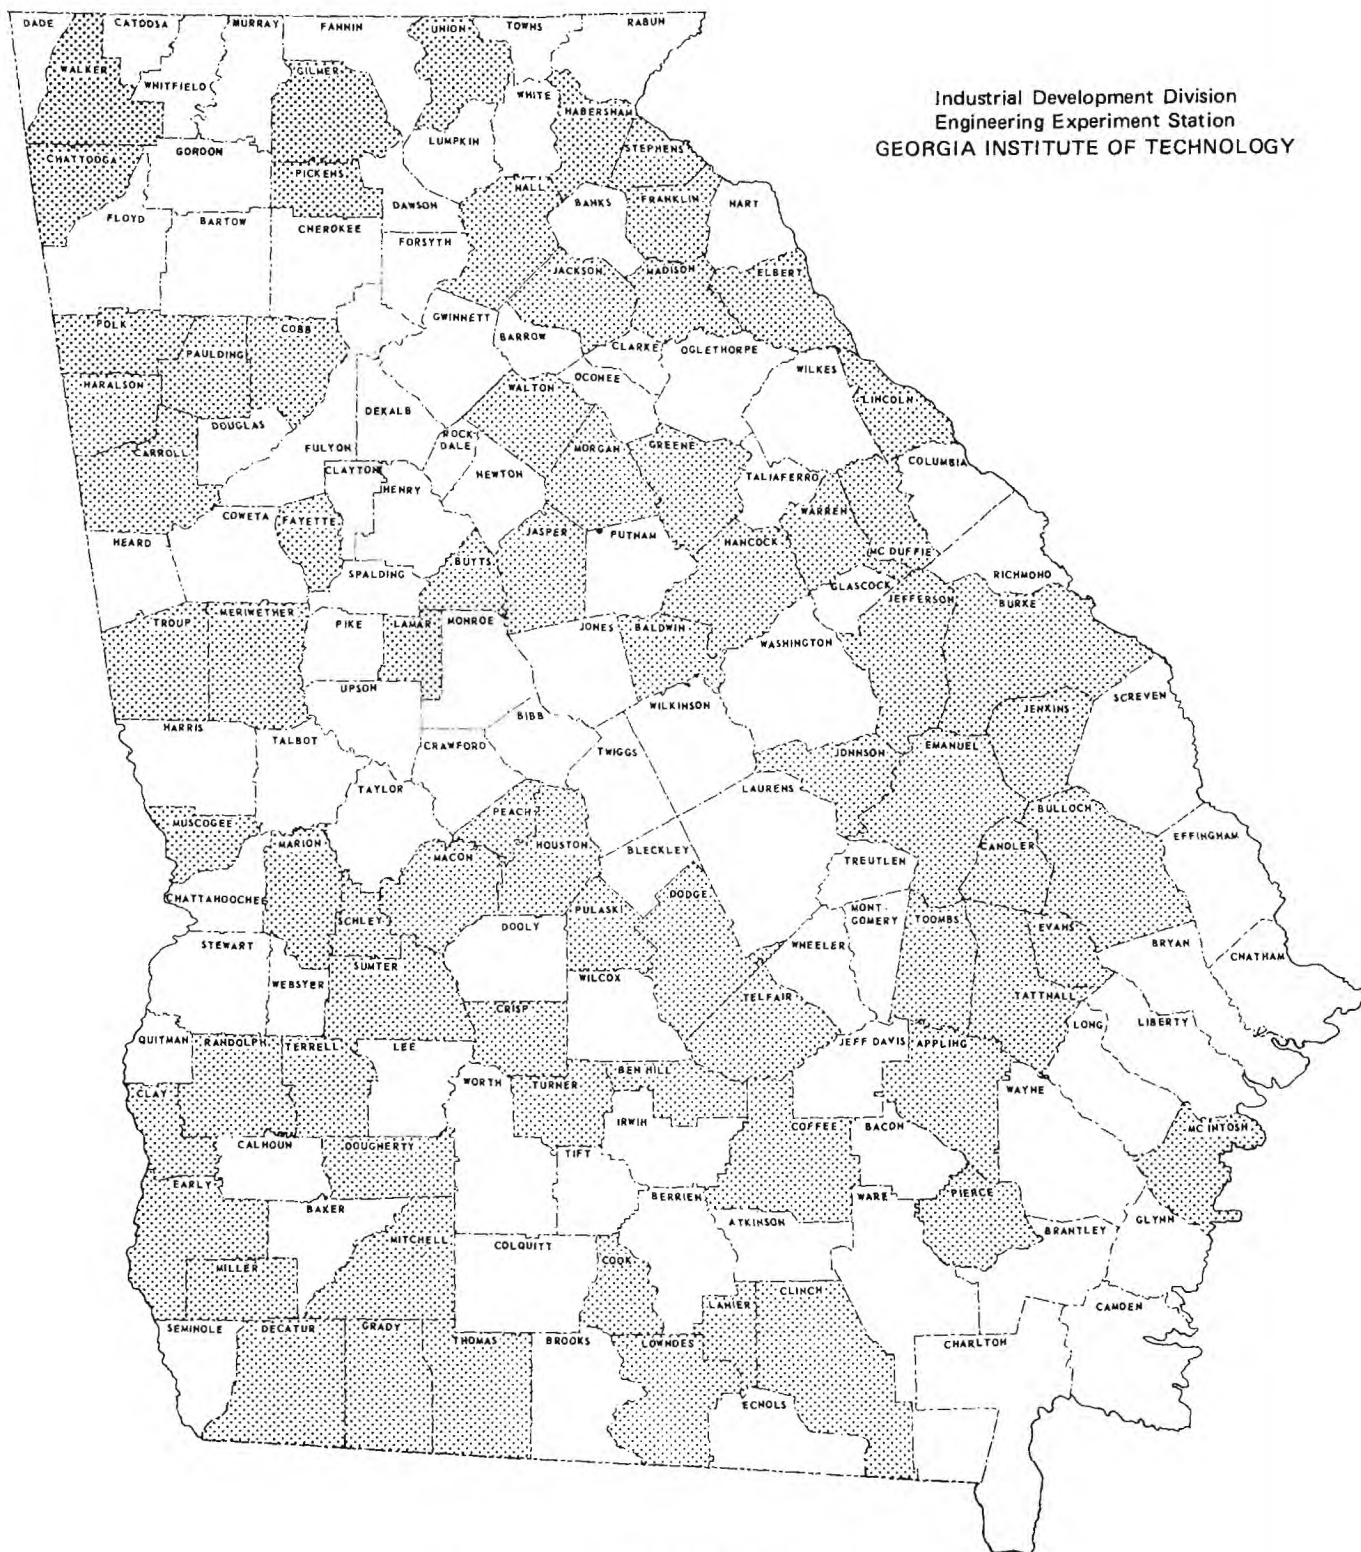 DADE
CATOOSA
MURRAY
FANNIN
UNION
TOWNS
RABUN
WALKER
WHITFIELD
GILMER
WHITE
HABERSHAM
Industrial Development Division
Engineering Experiment Station
GEORGIA INSTITUTE OF TECHNOLOGY
CHATTOOGA
GORDON
LUMPKIN
STEPHENS
PICKENS
HALL
BANKS
FRANKLIN
HART
DAWSON
FLOYD
BARTOW
CHEROKEE
FORSYTH
JACKSON
MADISON
ELBERT
POLK
COBB
GWINNETT
BARROW
CLARKE
OGLETHORPE
PAULDING
HARALSON
WALTON
OCONEE
WILKES
LINCOLN
DOUGLAS
DEKALB
CARROLL
FULTON
ROCK
DALE
MORGAN
GREENE
CLAYTON
HENRY
NEWTON
TALIAFERRO
COLUMBIA
COWETA
FAYETTE
WARREN
HEARD
JASPER
PUTNAM
HANCOCK
MC DUFFIE
SPALDING
BUTTS
GLASCOCK
RICHMOND
JEFFERSON
BURKE
TROUP
MERIWETHER
PIKE
LAMAR
MONROE
JONES
BALDWIN
WASHINGTON
UPSON
WILKINSON
SCREVEN
JENKINS
HARRIS
TALBOT
CRAWFORD
BIBB
TWIGGS
JOHNSON
EMANUEL
TAYLOR
LAURENS
MUSCOGEE
PEACH
BULLOCH
MARION
MACON
HOUSTON
BLECKLEY
TREUTLEN
CANDLER
EFFINGHAM
CHATTAHOOCHEE
SCHLEY
DOOLY
PULASKI
DODGE
MONT-
GOMERY
TOOMBS
EVANS
STEWART
WHEELER
BRYAN
CHATHAM
WEBSTER
SUMTER
WILCOX
TELFAIR
TATTNALL
CRISP
LONG
LIBERTY
QUITMAN
RANDOLPH
TERRELL
LEE
JEFF DAVIS
APPLING
CLAY
WORTH
TURNER
BEN HILL
WAYNE
IRWIN
COFFEE
BACON
MC INTOSH
CALHOUN
DOUGHERTY
TIFT
EARLY
BAKER
BERRIEN
WARE
PIERCE
MITCHELL
COLQUITT
ATKINSON
BRANTLEY
GLYNN
MILLER
COOK
LANIER
CLINCH
CAMDEN
SEMINOLE
DECATUR
GRADY
THOMAS
BROOKS
LOWNDES
CHARLTON
ECHOLS